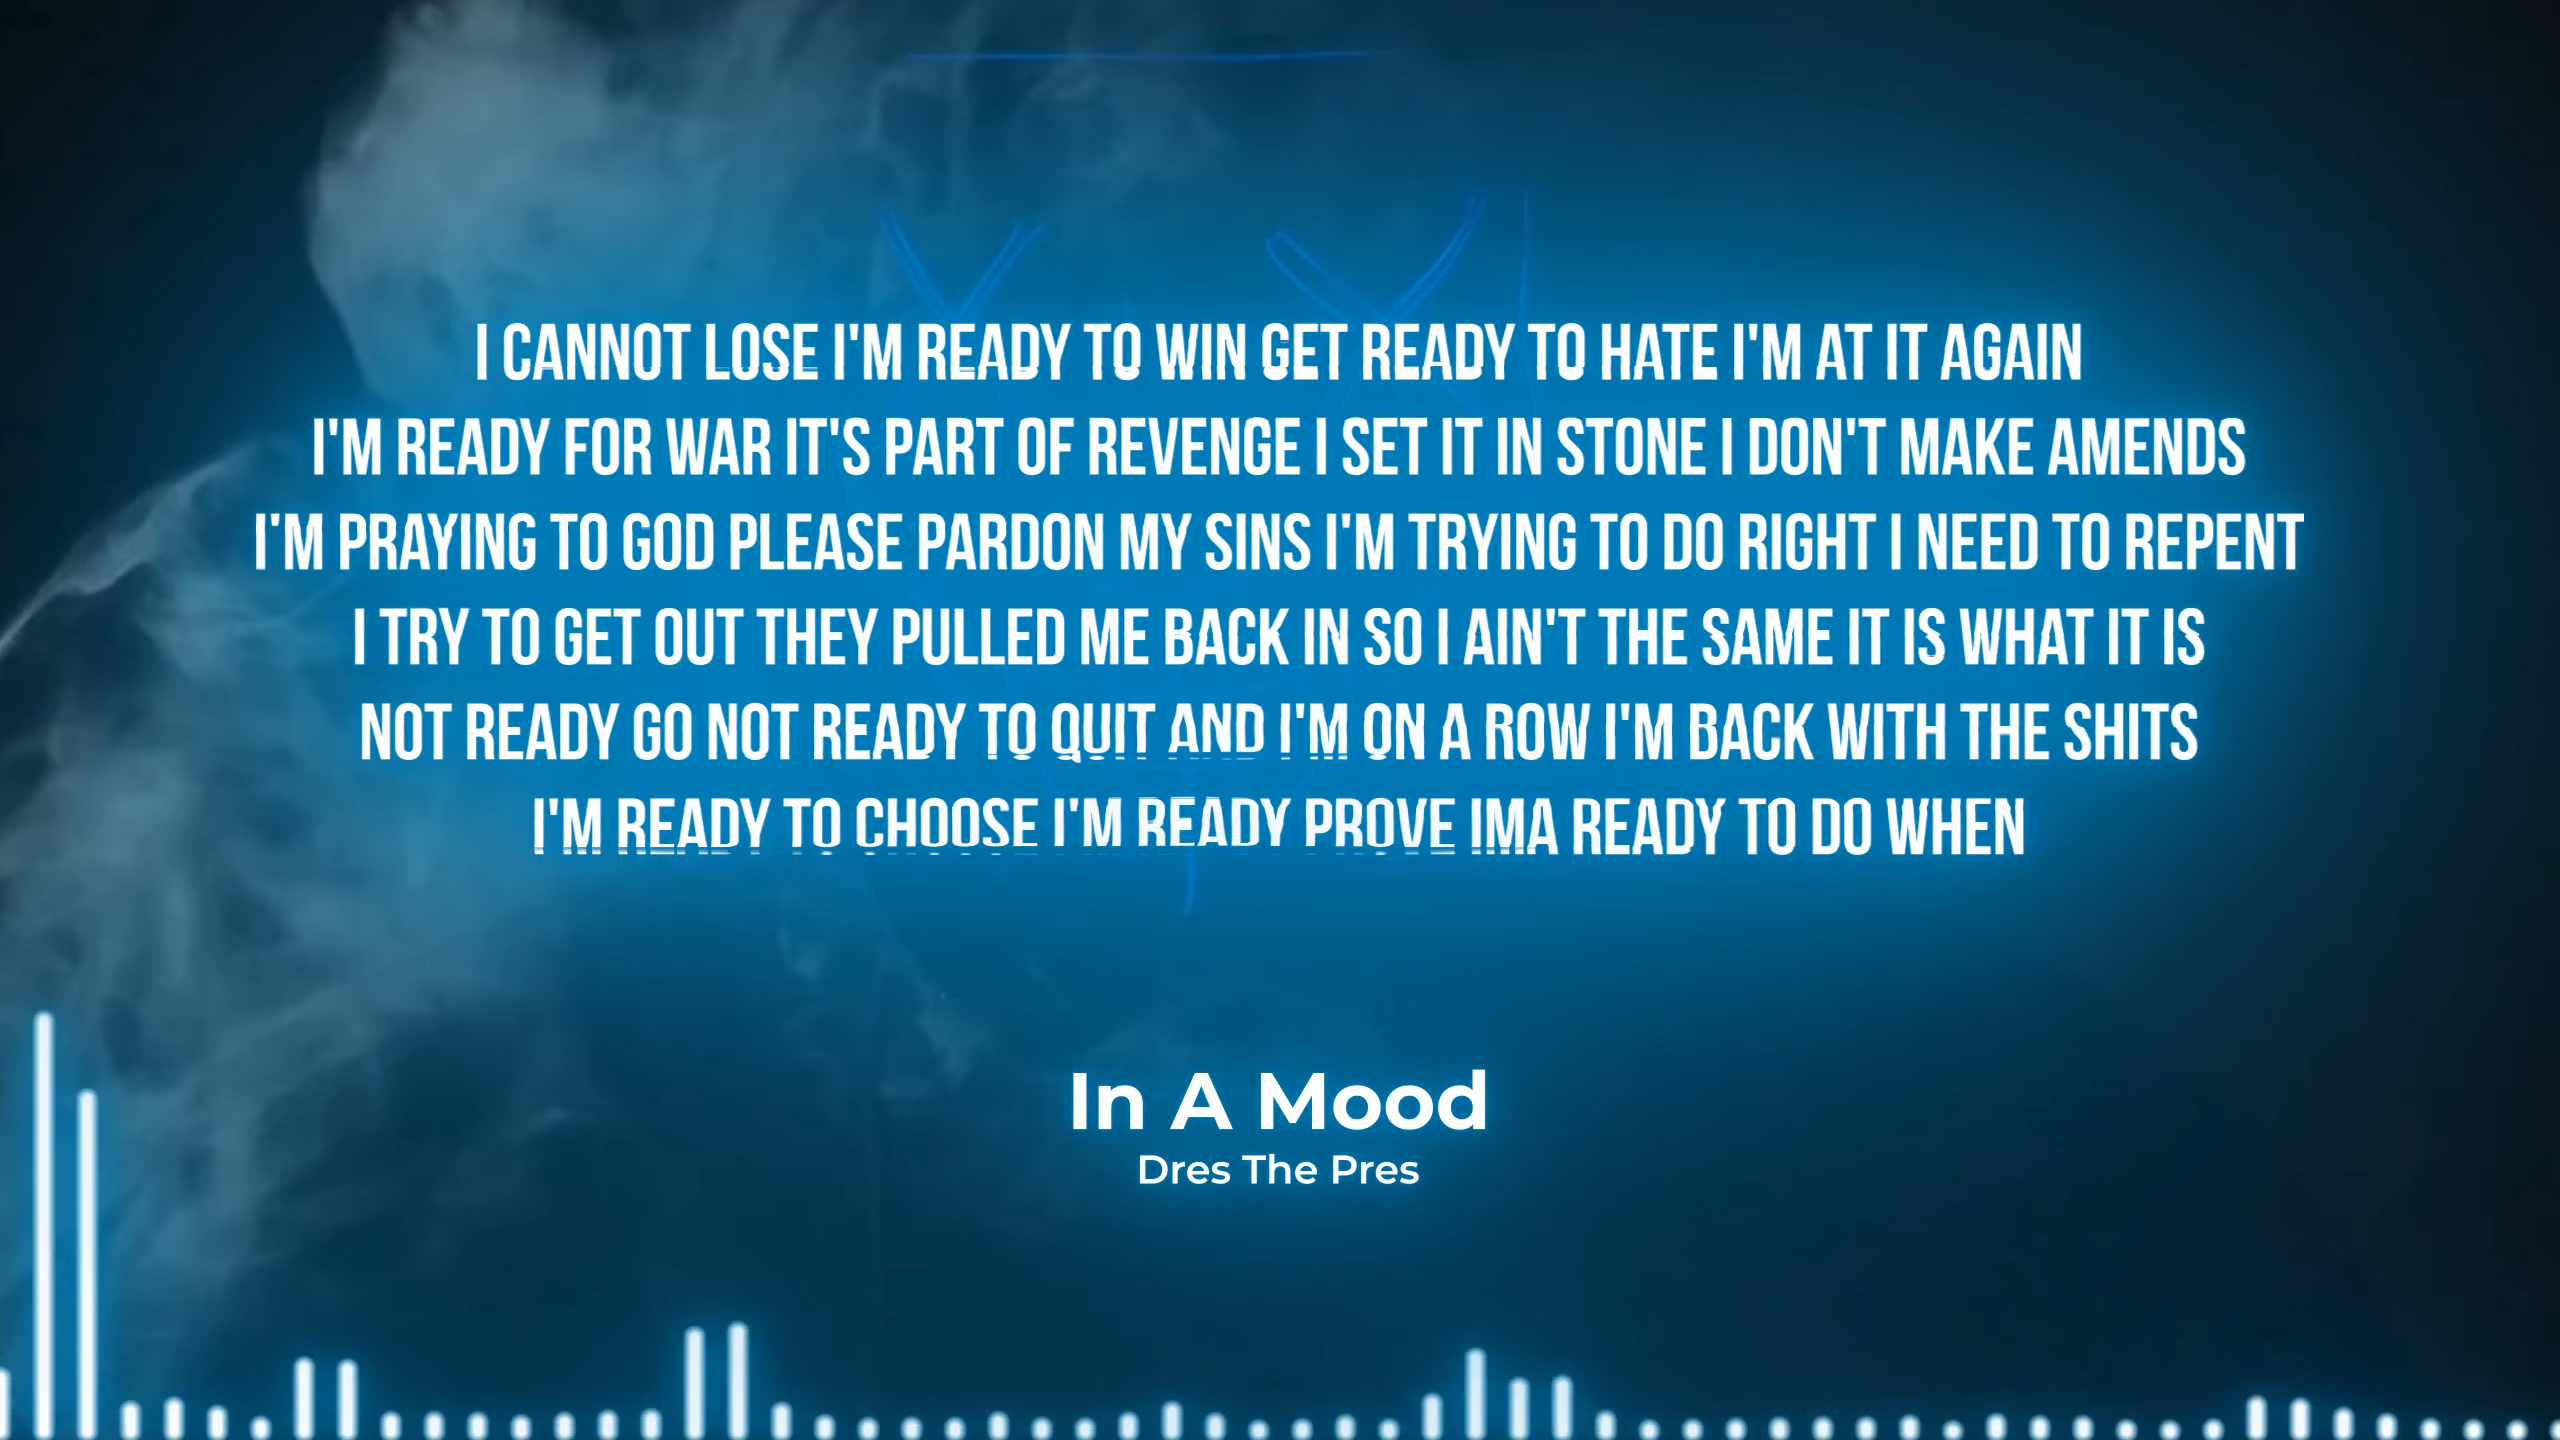 I CANNOT LOSE I'M READY TO WIN GET READY TO HATE I'M AT IT AGAIN
I'M READY FOR WAR IT'S PART OF REVENGE I SET IT IN STONE I DON'T MAKE AMENDS
I'M PRAYING TO GOD PLEASE PARDON MY SINS I'M TRYING TO DO RIGHT I NEED TO REPENT
I TRY TO GET OUT THEY PULLED ME BACK IN SO I AIN'T THE SAME IT IS WHAT IT IS
NOT READY GO NOT READY TO QUIT AND I'M ON A ROW I'M BACK WITH THE SHITS
I'M READY TO CHOOSE I'M READY PROVE IMA READY TO DO WHEN
In A Mood
Dres The Pres